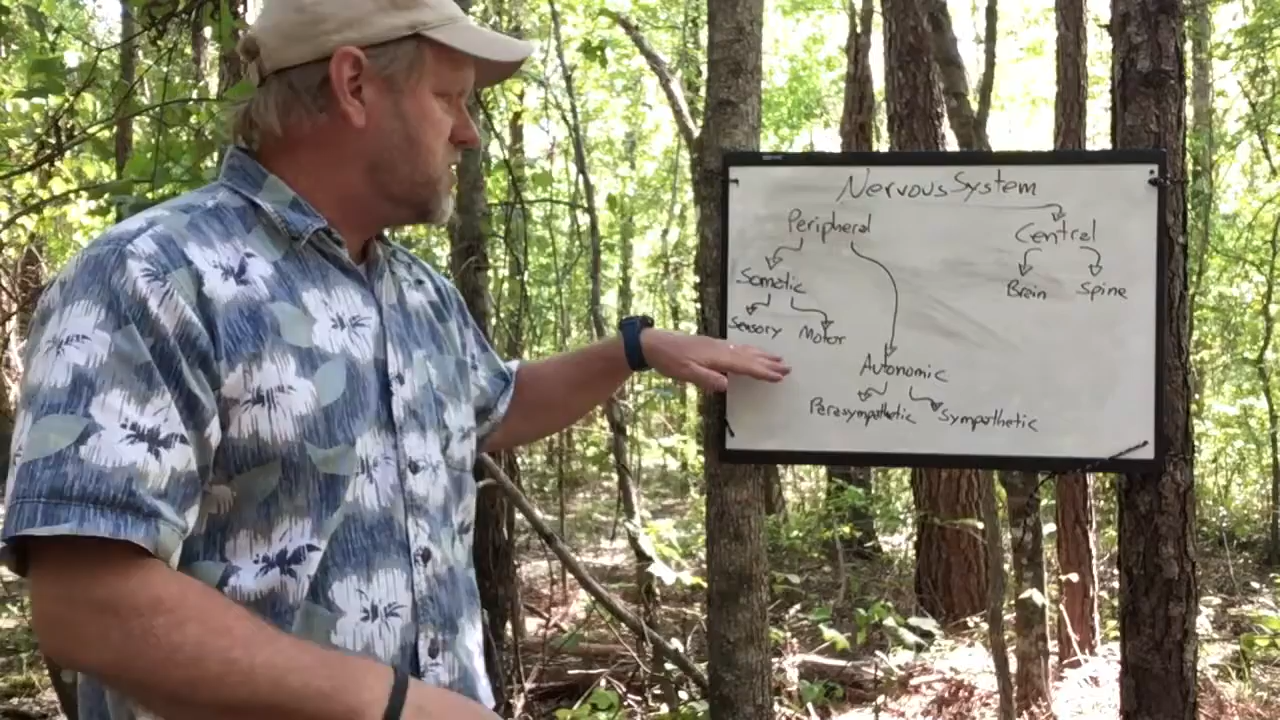 Nervous System
Peripheral
Central
Somatic
Brain
Spine
Sensory
Motor
Autonomic
Parasympathetic
Sympathetic